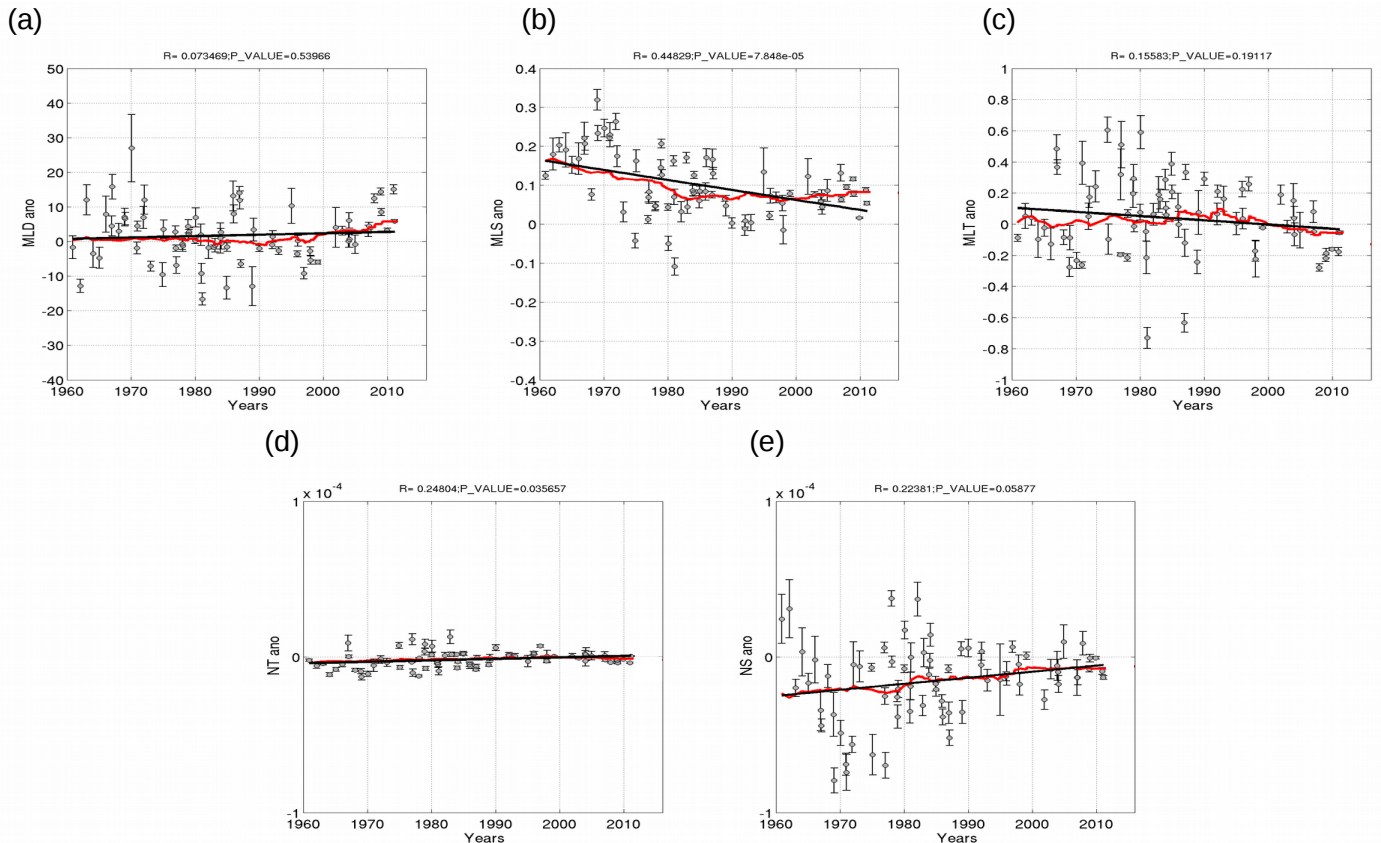 (a)
(b)
(c)
R= 0.073469;P_VALUE=0.53966
R= 0.44829;P_VALUE=7.848e-05
R= 0.15583;P_VALUE=0.19117
MLD ano
50
40
30
20
10
0
-10
-20
-30
-40
1960 1970 1980 1990 2000 2010
Years
MLS ano
0.4
0.3
0.2
0.1
0
-0.1
-0.2
-0.3
-0.4
1960 1970 1980 1990 2000 2010
Years
MLT ano
1
0.8
0.6
0.4
0.2
0
-0.2
-0.4
-0.6
-0.8
-1
1960 1970 1980 1990 2000 2010
Years
(d)
(e)
R= 0.24804;P_VALUE=0.035657
R= 0.22381;P_VALUE=0.05877
NT ano
1 x 10-4
0
-1
1960 1970 1980 1990 2000 2010
Years
NS ano
1 x 10-4
0
-1
1960 1970 1980 1990 2000 2010
Years